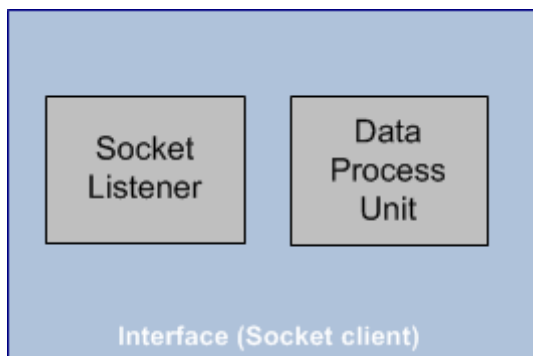 Socket
Listener
Data
Process
Unit
Interface (Socket client)